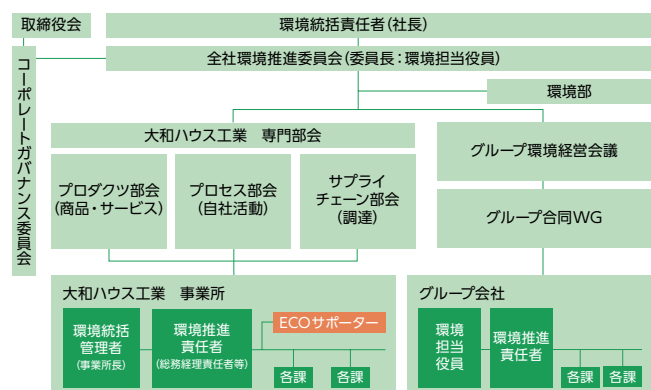 取締役会
環境統括責任者(社長)
コーポレートガバナンス委員会
全社環境推進委員会(委員長：環境担当役員)
環境部
大和ハウス工業　専門部会
プロダクツ部会
(商品・サービス)
プロセス部会
(自社活動)
サプライ
チェーン部会
(調達)
グループ環境経営会議
グループ合同WG
大和ハウス工業　事業所
環境統括
管理者
(事業所長)
環境推進
責任者
(総務経理責任者等)
ECOサポーター
各課
各課
グループ会社
環境
担当
役員
環境推進
責任者
各課
各課